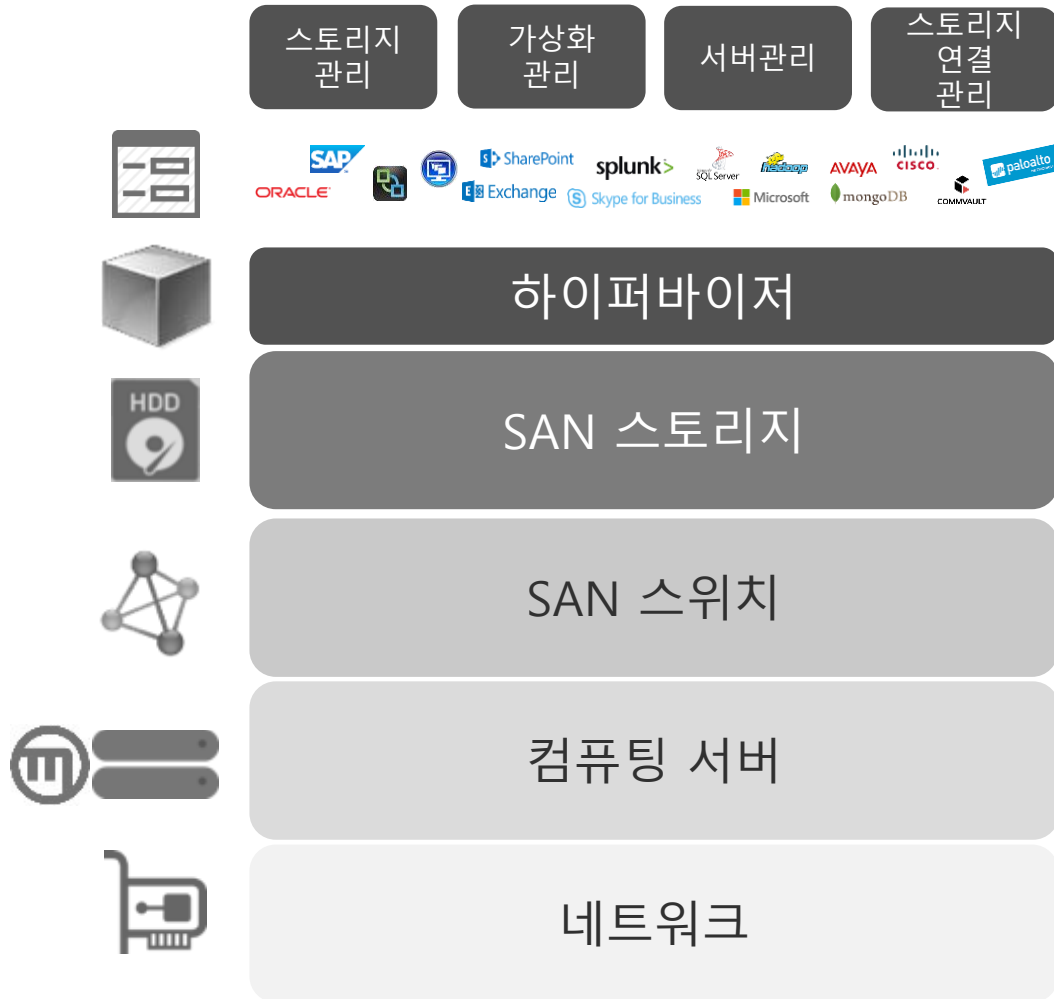 스토리지
관리
가상화
관리
서버관리
스토리지
연결
관리
SAP
SharePoint
splunk>
SQL Server
hadoop
AVAYA
CISCO
paloalto
ORACLE
Exchange
Skype for Business
Microsoft
mongoDB
COMMVAULT
하이퍼바이저
HDD
SAN 스토리지
SAN 스위치
컴퓨팅 서버
네트워크